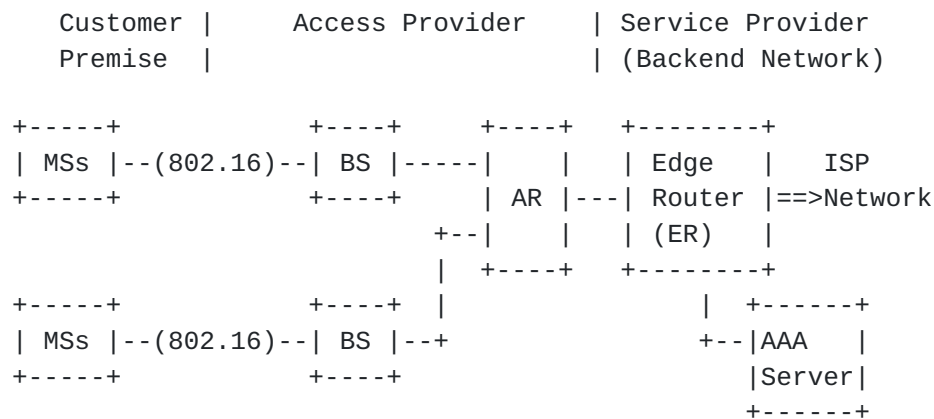 Customer |     Access Provider     | Service Provider
Premise  |                         | (Backend Network)
+-----+            +----+     +----+   +--------+
| MSs |--(802.16)--| BS |-----|    |   | Edge   |    ISP
+-----+            +----+     | AR |---| Router |==>Network
+--|    |   | (ER)   |
|  +----+   +--------+
+-----+            +----+  |                |  +------+
| MSs |--(802.16)--| BS |--+                +--|AAA   |
+-----+            +----+                      |Server|
+------+